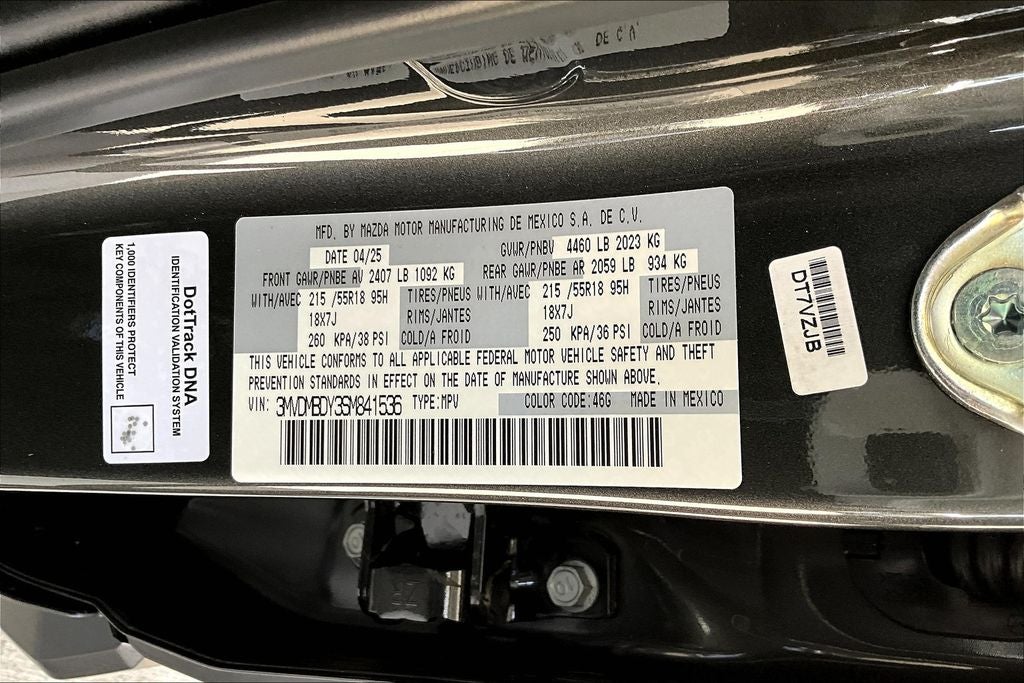 DE C A
DotTrack DNA
IDENTIFICATION VALIDATION SYSTEM
1,000 IDENTIFIERS PROTECT
KEY COMPONENTS OF THIS VEHICLE
MFD. BY MAZDA MOTOR MANUFACTURING DE MEXICO S.A. DE C.V.
DATE 04/25 GVWR/PNBV 4460 LB 2023 KG
FRONT GAWR/PNBE AV 2407 LB 1092 KG REAR GAWR/PNBE AR 2059 LB 934 KG
WITH/AVEC 215 /55R18 95H TIRES/PNEUS WITH/AVEC 215 /55R18 95H TIRES/PNEUS
18X7J RIMS/JANTES 18X7J RIMS/JANTES
260 KPA/38 PSI COLD/A FROID 250 KPA/36 PSI COLD/A FROID
THIS VEHICLE CONFORMS TO ALL APPLICABLE FEDERAL MOTOR VEHICLE SAFETY AND THEFT
PREVENTION STANDARDS IN EFFECT ON THE DATE OF MANUFACTURE SHOWN ABOVE.
VIN: 3MVDMBDY3SM841536 TYPE:MPV COLOR CODE:46G MADE IN MEXICO
DT7VZJB